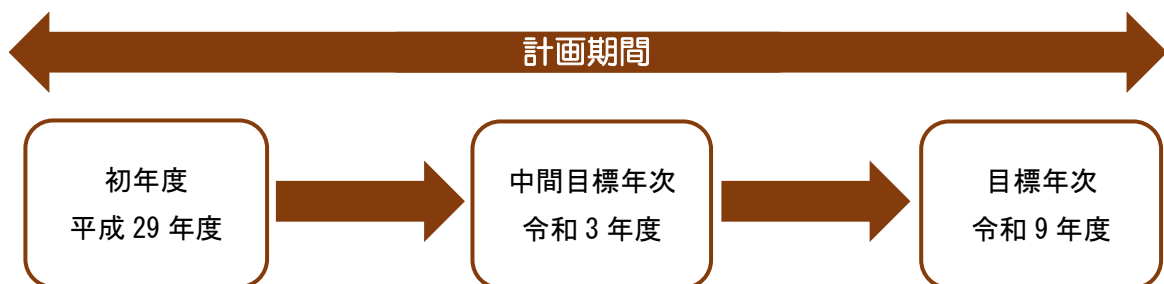 計画期間
初年度
平成 29 年度
中間目標年次
令和 3 年度
目標年次
令和 9 年度